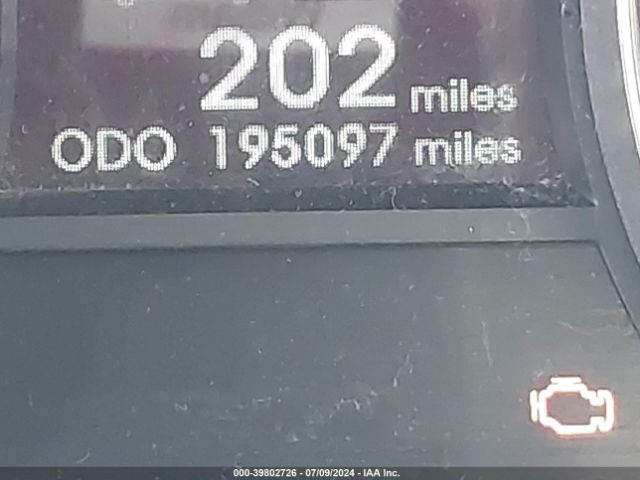 202 miles
ODO 195097 miles
000-39802726 - 07/09/2024 - IAA Inc.